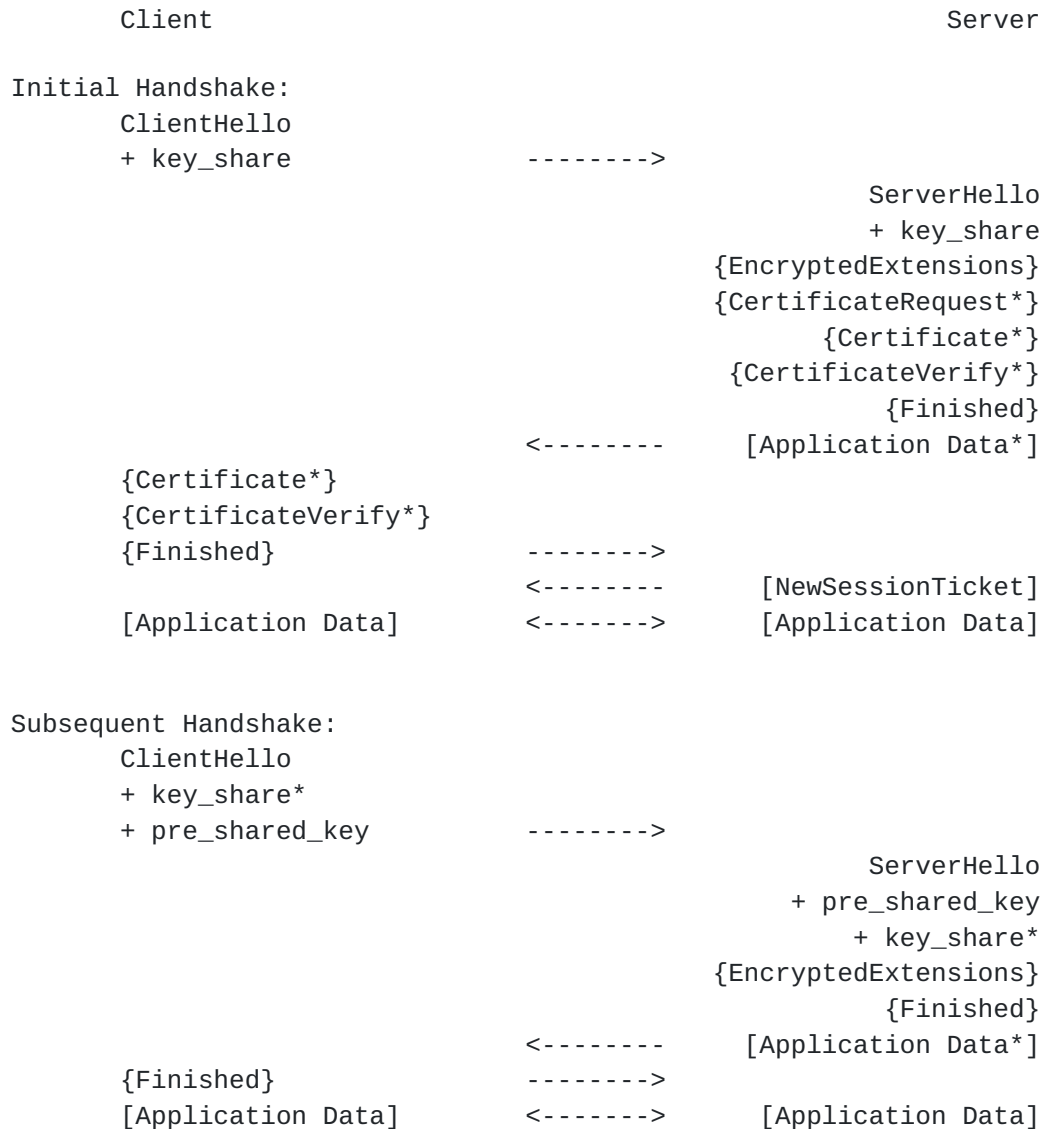 Client                                               Server

Initial Handshake:
       ClientHello
       + key_share               -------->
                                                       ServerHello
                                                       + key_share
                                             {EncryptedExtensions}
                                             {CertificateRequest*}
                                                    {Certificate*}
                                              {CertificateVerify*}
                                                        {Finished}
                                 <--------     [Application Data*]
       {Certificate*}
       {CertificateVerify*}
       {Finished}                -------->
                                 <--------      [NewSessionTicket]
       [Application Data]        <------->      [Application Data]


Subsequent Handshake:
       ClientHello
       + key_share*
       + pre_shared_key          -------->
                                                       ServerHello
                                                  + pre_shared_key
                                                      + key_share*
                                             {EncryptedExtensions}
                                                        {Finished}
                                 <--------     [Application Data*]
       {Finished}                -------->
       [Application Data]        <------->      [Application Data]